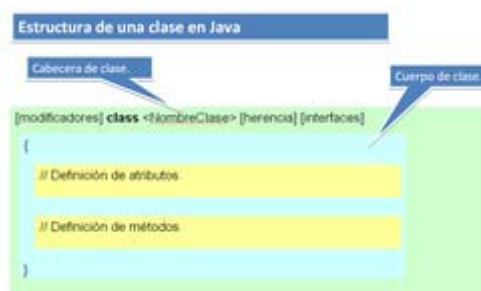 Estructura de una clase en Java
Cabecera de clase.
Cuerpo de clase.
[modificadores] class <NombreClase> [herencia] [interfaces]
{
// Definición de atributos
// Definición de métodos
}